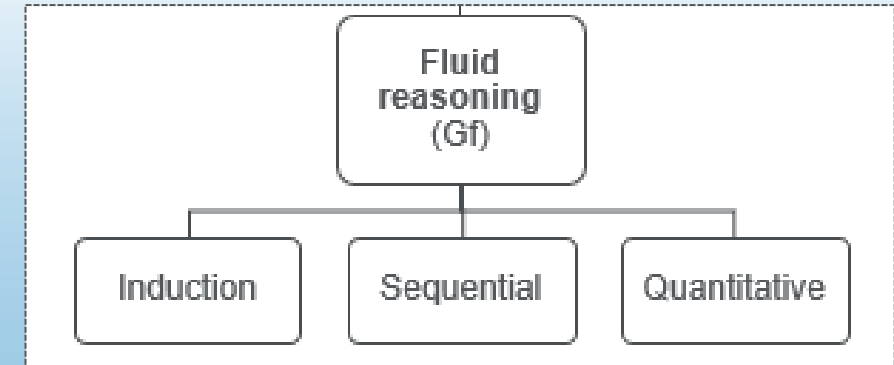 Fluid
reasoning
(Gf)
Induction
Sequential
Quantitative